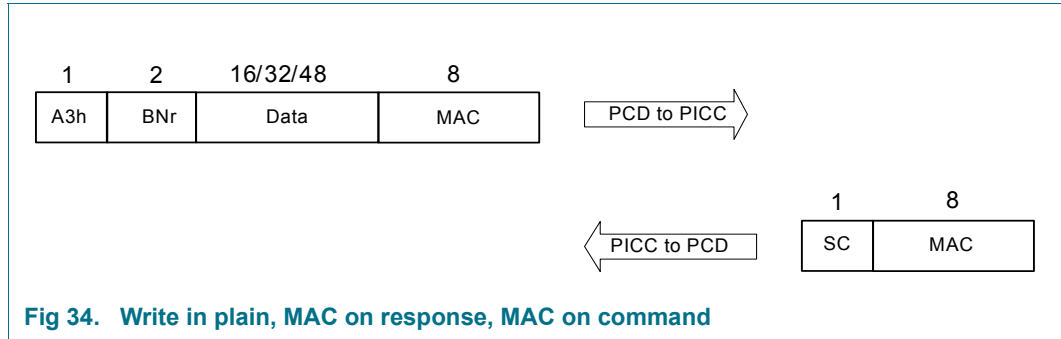 1 2 16/32/48 8
A3h BNr Data MAC PCD to PICC
1 8
PICC to PCD SC MAC
Fig 34. Write in plain, MAC on response, MAC on command